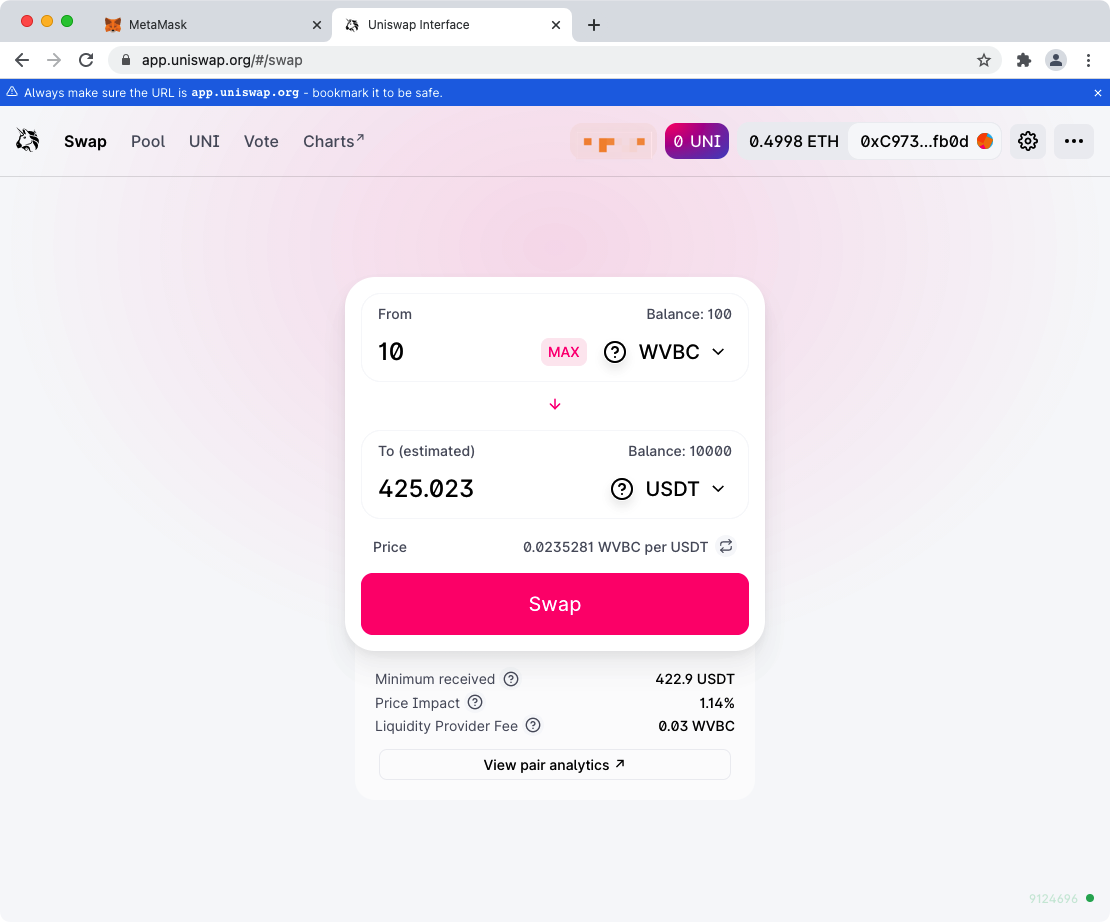 MetaMask
Uniswap Interface
app.uniswap.org/#/swap
Always make sure the URL is app.uniswap.org - bookmark it to be safe.
Swap Pool UNI Vote Charts↗ 0 UNI 0.4998 ETH 0xC973...fb0d
From Balance: 100
10 MAX WVBC
To (estimated) Balance: 10000
425.023 USDT
Price 0.0235281 WVBC per USDT
Swap
Minimum received 422.9 USDT
Price Impact 1.14%
Liquidity Provider Fee 0.03 WVBC
View pair analytics ↗
9124696